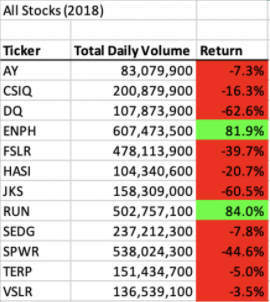 All Stocks (2018)
Ticker Total Daily Volume Return
AY 83,079,900 -7.3%
CSIQ 200,879,900 -16.3%
DQ 107,873,900 -62.6%
ENPH 607,473,500 81.9%
FSLR 478,113,900 -39.7%
HASI 104,340,600 -20.7%
JKS 158,309,000 -60.5%
RUN 502,757,100 84.0%
SEDG 237,212,300 -7.8%
SPWR 538,024,300 -44.6%
TERP 151,434,700 -5.0%
VSLR 136,539,100 -3.5%